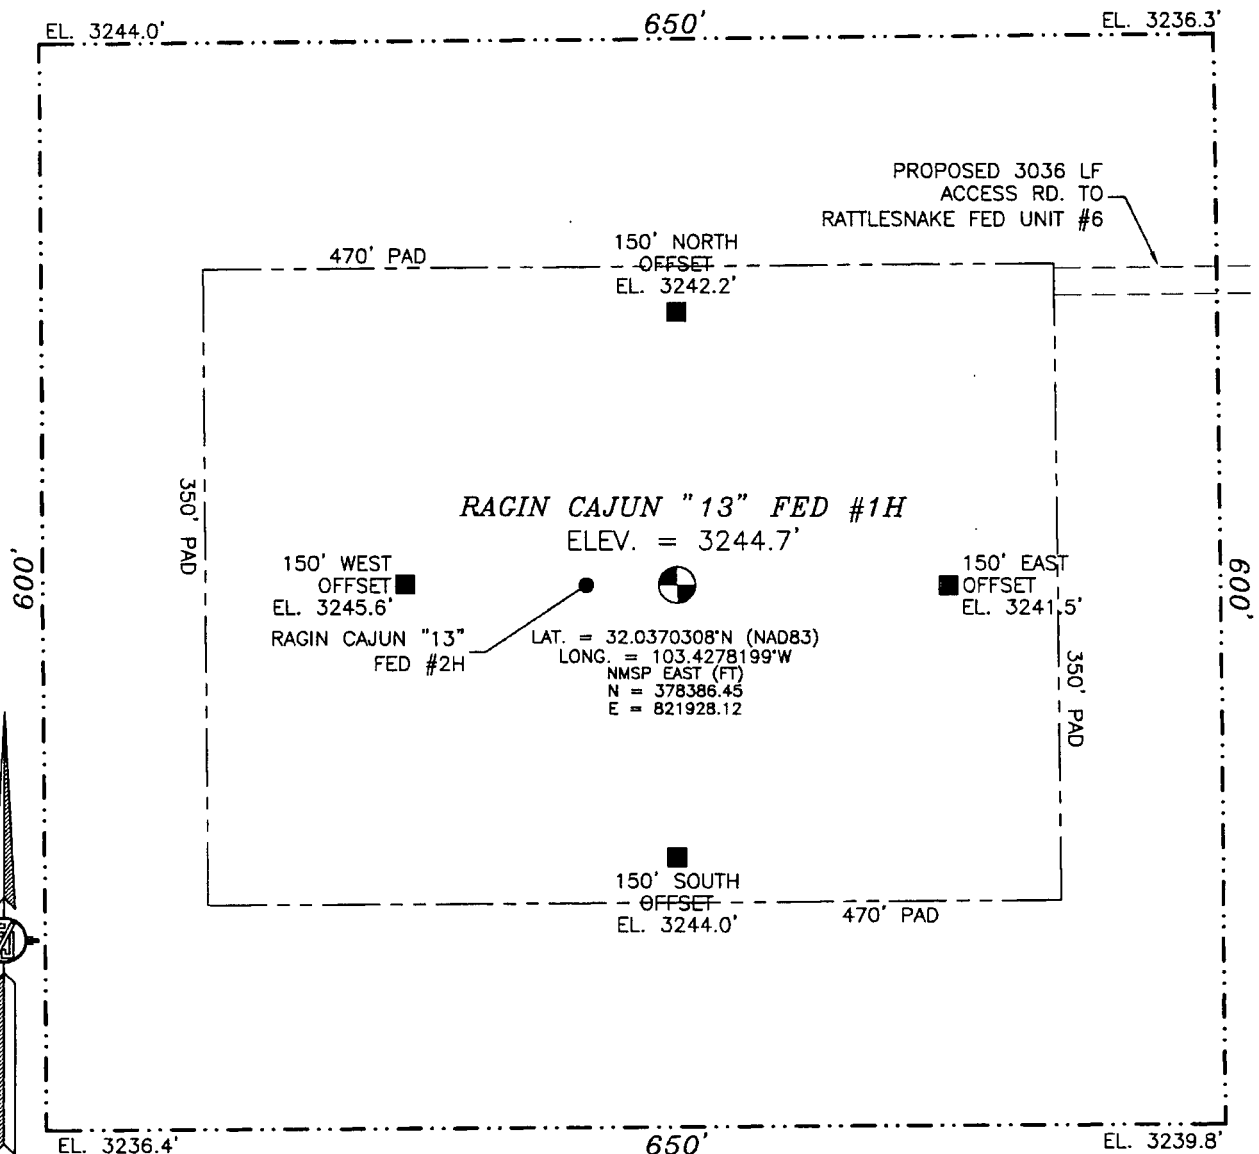 EL. 3244.0'
650'
EL. 3236.3'
PROPOSED 3036 LF
ACCESS RD. TO
RATTLESNAKE FED UNIT #6
470' PAD
150' NORTH
OFFSET
EL. 3242.2'
350' PAD
RAGIN CAJUN "13" FED #1H
ELEV. = 3244.7'
600'
150' WEST
OFFSET
EL. 3245.6'
150' EAST
OFFSET
EL. 3241.5'
600'
RAGIN CAJUN "13"
FED #2H
LAT. = 32.0370308°N (NAD83)
LONG. = 103.4278199°W
NMSP EAST (FT)
N = 378386.45
E = 821928.12
350' PAD
150' SOUTH
OFFSET
EL. 3244.0'
470' PAD
EL. 3236.4'
650'
EL. 3239.8'